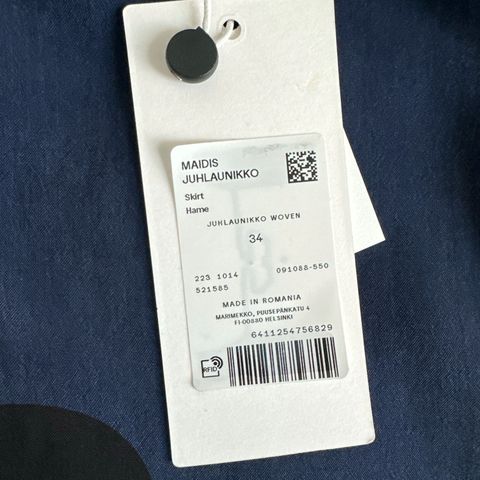 MAIDIS
JUHLAUNIKKO
Skirt
Hame
JUHLAUNIKKO WOVEN
34
223 1014 091088-550
521585
MADE IN ROMANIA
MARIMEKKO, PUUSEPÄNKATU 4
FI-00880 HELSINKI
6411254756829
RFID